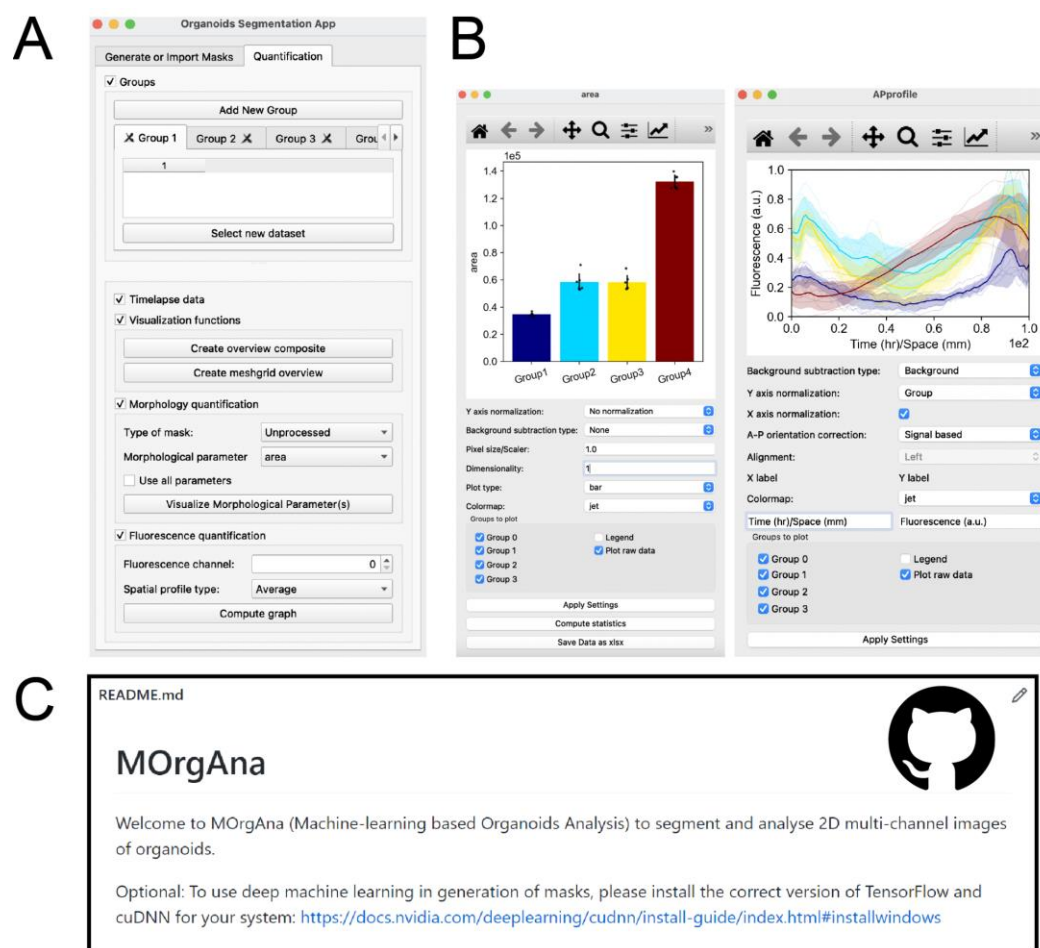 A
Organoids Segmentation App
Generate or Import Masks Quantification
Groups
Add New Group
Group 1 Group 2 Group 3 Grou
1
Select new dataset
Timelapse data
Visualization functions
Create overview composite
Create meshgrid overview
Morphology quantification
Type of mask: Unprocessed
Morphological parameter area
Use all parameters
Visualize Morphological Parameter(s)
Fluorescence quantification
Fluorescence channel: 0
Spatial profile type: Average
Compute graph
B
area
»
1e5
1.4
1.2
1.0
0.8
0.6
0.4
0.2
0.0
area
Group1 Group2 Group3 Group4
Y axis normalization: No normalization
Background subtraction type: None
Pixel size/Scaler: 1.0
Dimensionality: 1
Plot type: bar
Colormap: jet
Groups to plot
Group 0 Legend
Group 1 Plot raw data
Group 2
Group 3
Apply Settings
Compute statistics
Save Data as xlsx
APprofile
»
1.0
0.8
0.6
0.4
0.2
0.0
Fluorescence (a.u.)
0.0 0.2 0.4 0.6 0.8 1.0
Time (hr)/Space (mm) 1e2
Background subtraction type: Background
Y axis normalization: Group
X axis normalization:
A-P orientation correction: Signal based
Alignment: Left
X label Y label
Colormap: jet
Time (hr)/Space (mm) Fluorescence (a.u.)
Groups to plot
Group 0 Legend
Group 1 Plot raw data
Group 2
Group 3
Apply Settings
C
README.md
MOrgAna
Welcome to MOrgAna (Machine-learning based Organoids Analysis) to segment and analyse 2D multi-channel images
of organoids.
Optional: To use deep machine learning in generation of masks, please install the correct version of TensorFlow and
cuDNN for your system: https://docs.nvidia.com/deeplearning/cudnn/install-guide/index.html#installwindows